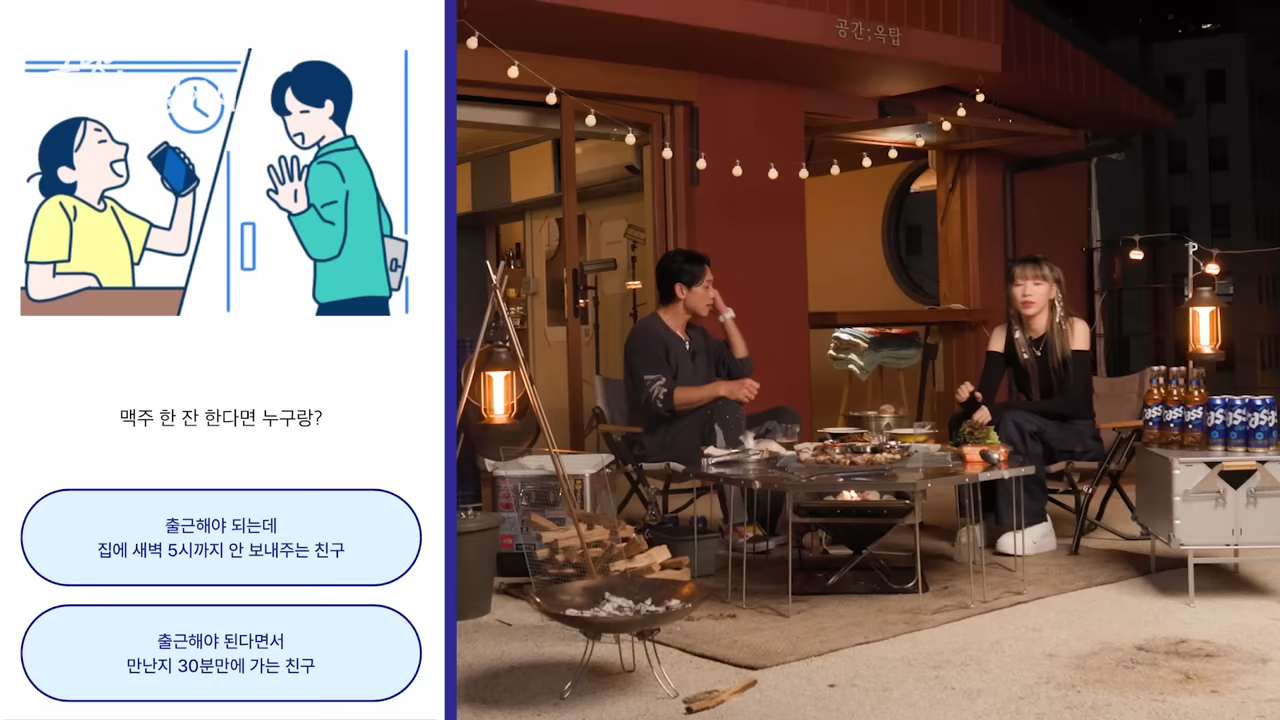 맥주 한 잔 한다면 누구랑?
출근해야 되는데
집에 새벽 5시까지 안 보내주는 친구
출근해야 된다면서
만난지 30분만에 가는 친구
공간;옥탑